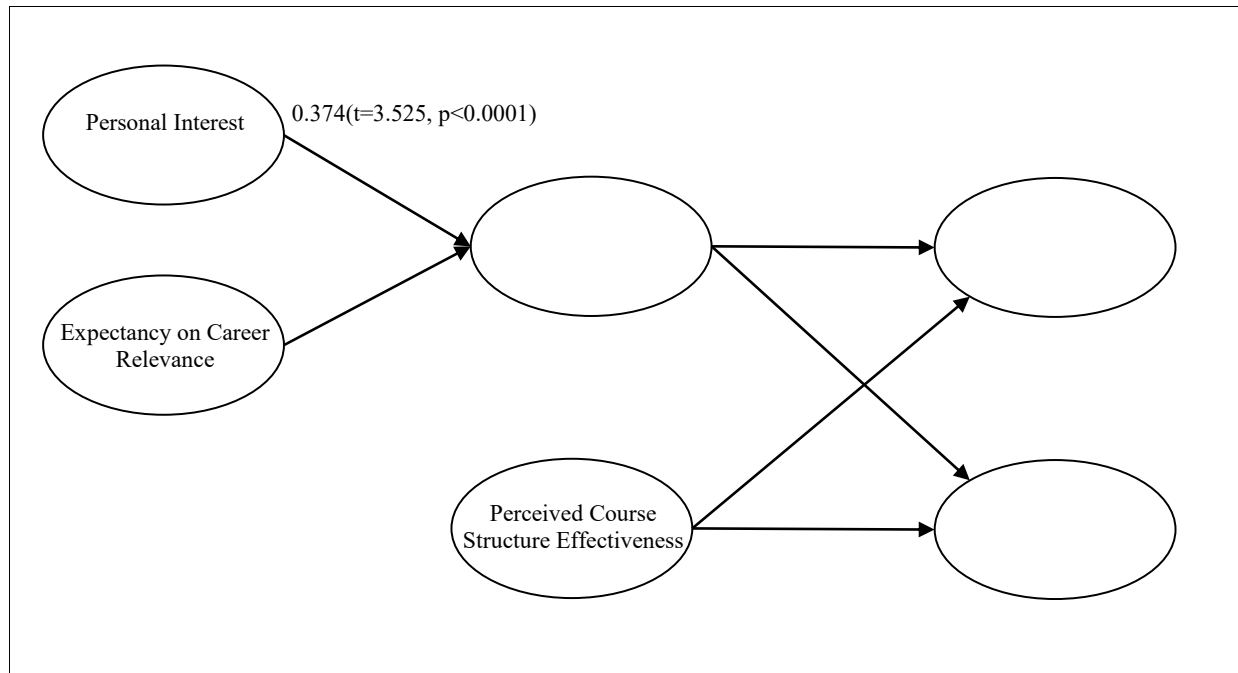 Personal Interest
0.374(t=3.525, p<0.0001)
Expectancy on Career
Relevance
Perceived Course
Structure Effectiveness